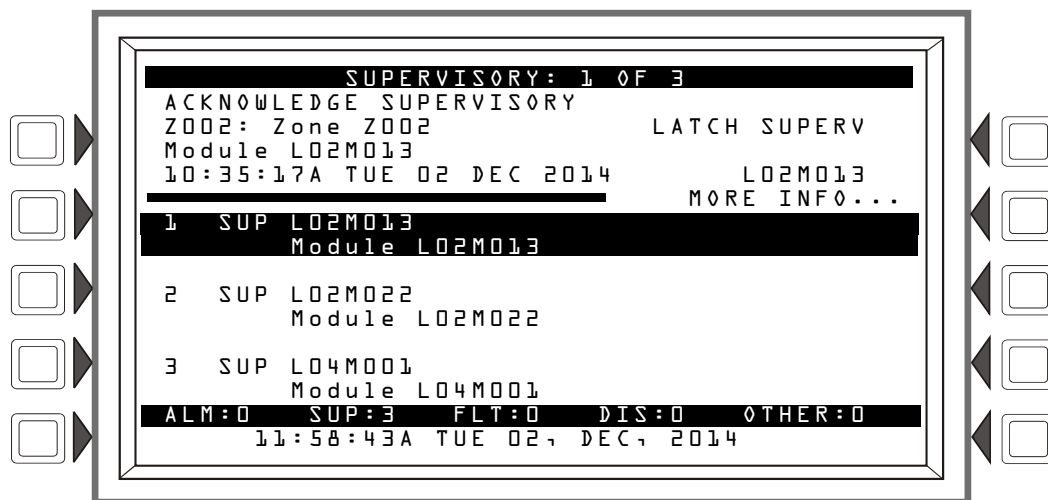 SUPERVISORY: 1 OF 3
ACKNOWLEDGE SUPERVISORY
Z002: Zone Z002 LATCH SUPERV
Module L02M013
10:35:17A TUE 02 DEC 2014 L02M013
MORE INFO...
1 SUP L02M013
Module L02M013
2 SUP L02M022
Module L02M022
3 SUP L04M001
Module L04M001
ALM:0 SUP:3 FLT:0 DIS:0 OTHER:0
11:58:43A TUE 02, DEC, 2014